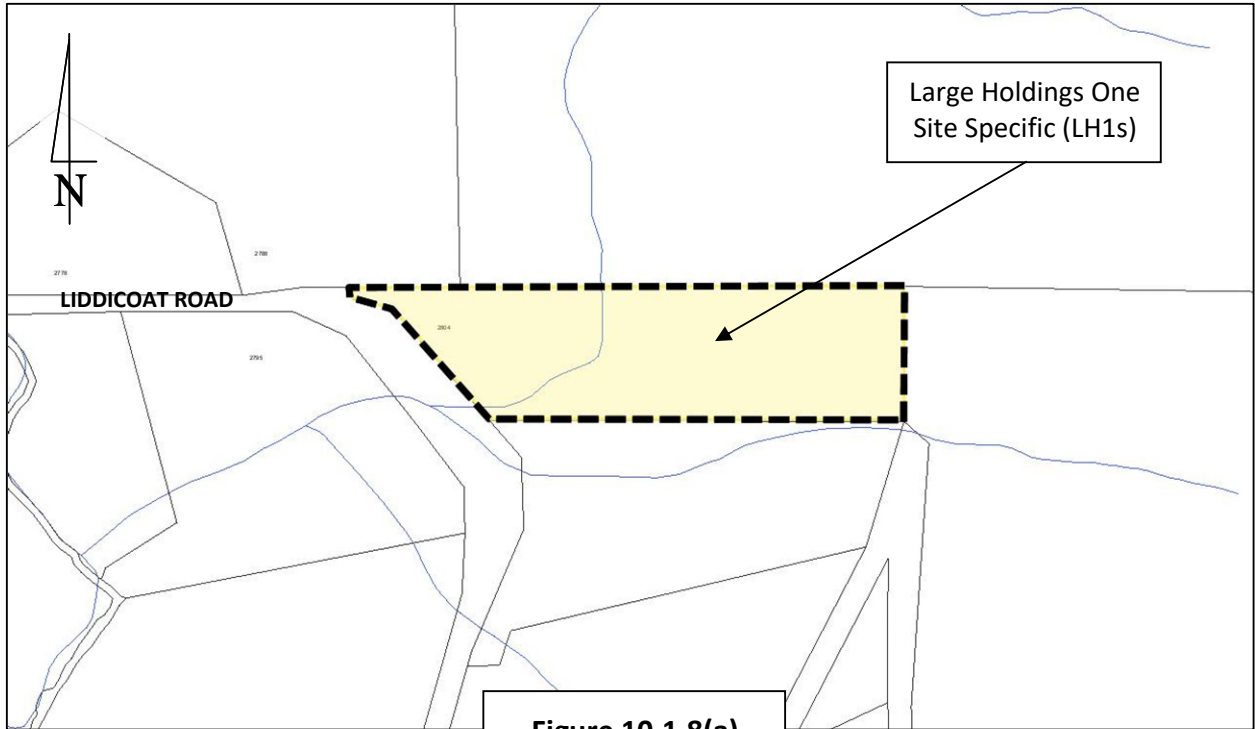 Large Holdings One
Site Specific (LH1s)
N
2788
2778
LIDDICOAT ROAD
2804
2795
Figure 10.1.8(a)